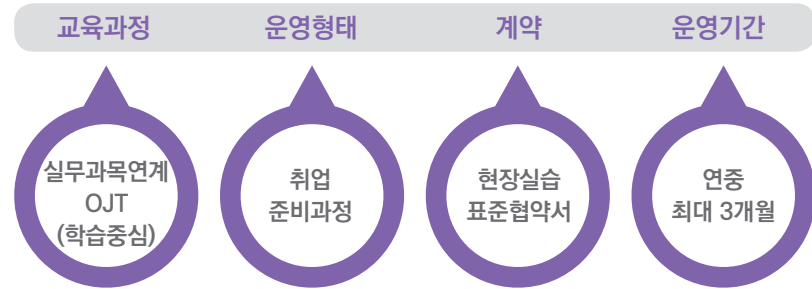 교육과정 운영형태 계약 운영기간
실무과목연계
OJT
(학습중심)
취업
준비과정
현장실습
표준협약서
연중
최대 3개월